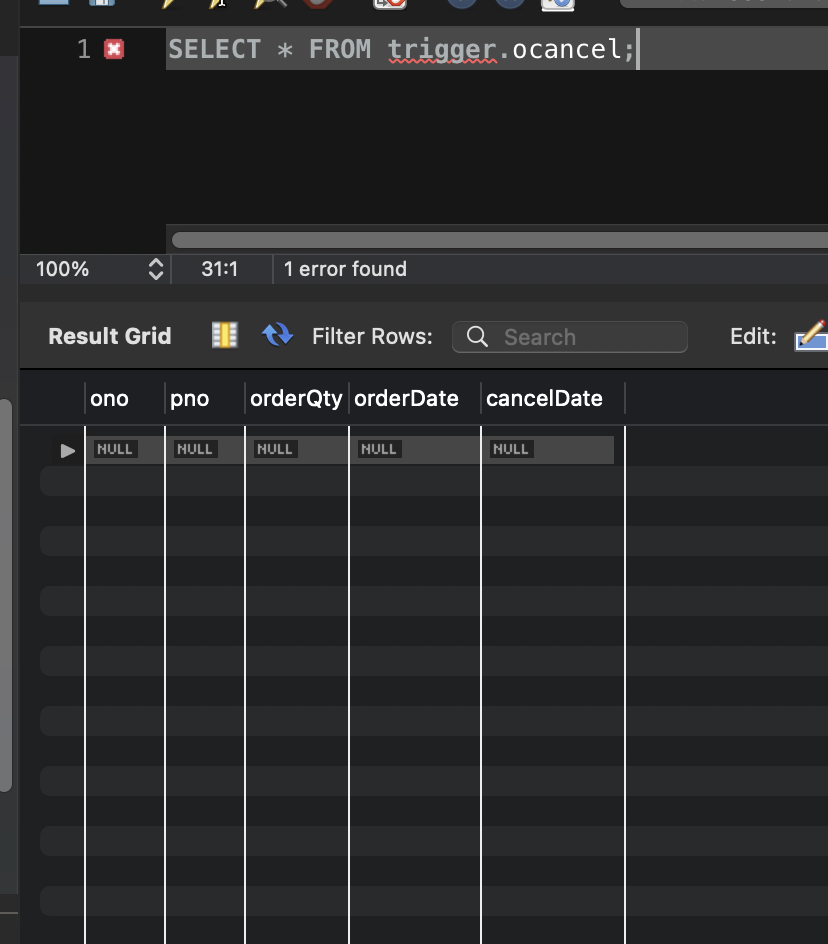 1 SELECT * FROM trigger.ocancel;
100% 31:1 1 error found
Result Grid Filter Rows: Search Edit:
ono pno orderQty orderDate cancelDate
NULL NULL NULL NULL NULL